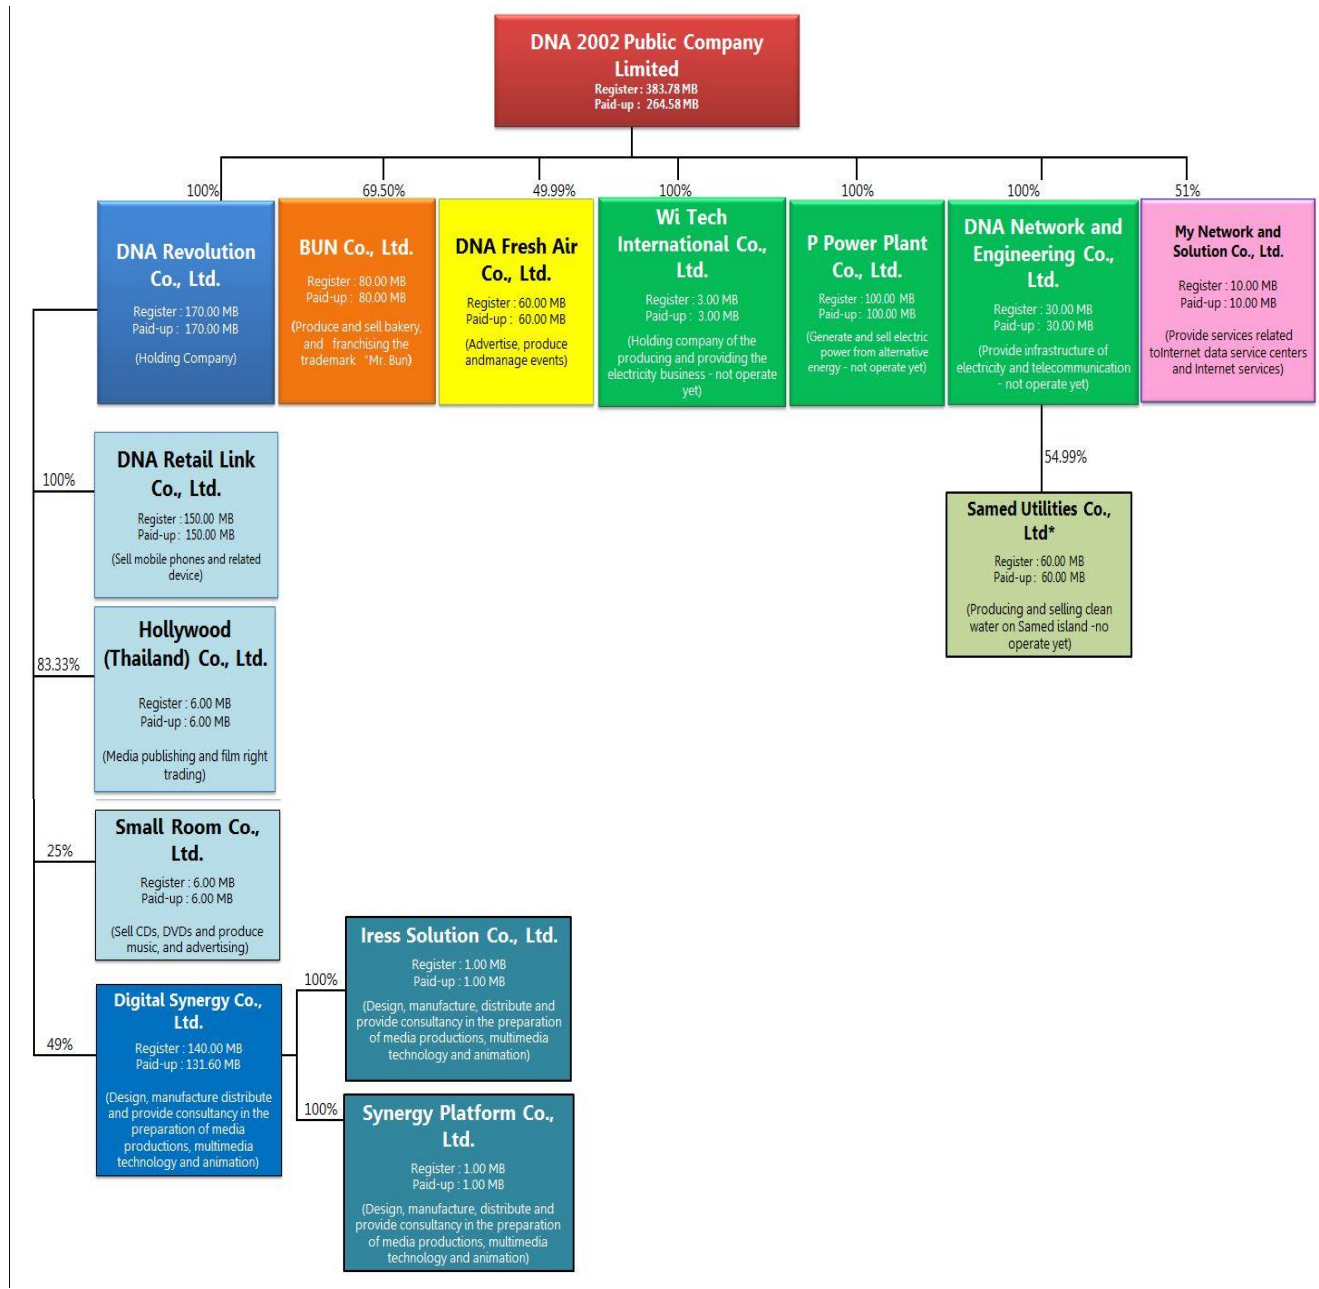 DNA 2002 Public Company
Limited
Register : 383.78 MB
Paid-up : 264.58 MB
100%
69.50%
49.99%
100%
100%
100%
51%
DNA Revolution
Co., Ltd.
Register : 170.00 MB
Paid-up : 170.00 MB
(Holding Company)
BUN Co., Ltd.
Register : 80.00 MB
Paid-up : 80.00 MB
(Produce and sell bakery,
and franchising the
trademark "Mr. Bun)
DNA Fresh Air
Co., Ltd.
Register : 60.00 MB
Paid-up : 60.00 MB
(Advertise, produce
andmanage events)
Wi Tech
International Co.,
Ltd.
Register : 3.00 MB
Paid-up : 3.00 MB
(Holding company of the
producing and providing the
electricity business - not operate
yet)
P Power Plant
Co., Ltd.
Register : 100.00 MB
Paid-up : 100.00 MB
(Generate and sell electric
power from alternative
energy - not operate yet)
DNA Network and
Engineering Co.,
Ltd.
Register : 30.00 MB
Paid-up : 30.00 MB
(Provide infrastructure of
electricity and telecommunication
- not operate yet)
My Network and
Solution Co., Ltd.
Register : 10.00 MB
Paid-up : 10.00 MB
(Provide services related
toInternet data service centers
and Internet services)
54.99%
Samed Utilities Co.,
Ltd*
Register : 60.00 MB
Paid-up : 60.00 MB
(Producing and selling clean
water on Samed island -no
operate yet)
100%
DNA Retail Link
Co., Ltd.
Register : 150.00 MB
Paid-up : 150.00 MB
(Sell mobile phones and related
device)
83.33%
Hollywood
(Thailand) Co., Ltd.
Register : 6.00 MB
Paid-up : 6.00 MB
(Media publishing and film right
trading)
25%
Small Room Co.,
Ltd.
Register : 6.00 MB
Paid-up : 6.00 MB
(Sell CDs, DVDs and produce
music, and advertising)
49%
Digital Synergy Co.,
Ltd.
Register : 140.00 MB
Paid-up : 131.60 MB
(Design, manufacture distribute
and provide consultancy in the
preparation of media
productions, multimedia
technology and animation)
100%
Iress Solution Co., Ltd.
Register : 1.00 MB
Paid-up : 1.00 MB
(Design, manufacture, distribute and
provide consultancy in the preparation
of media productions, multimedia
technology and animation)
100%
Synergy Platform Co.,
Ltd.
Register : 1.00 MB
Paid-up : 1.00 MB
(Design, manufacture, distribute and
provide consultancy in the preparation
of media productions, multimedia
technology and animation)